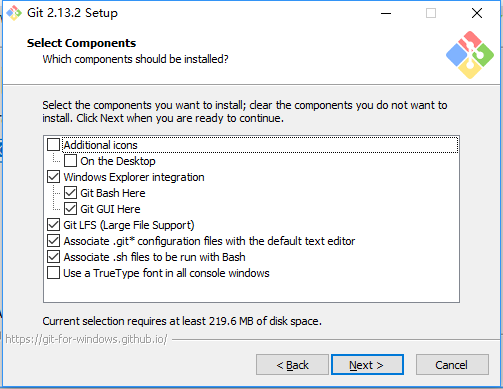 Git 2.13.2 Setup
Select Components
Which components should be installed?
Select the components you want to install; clear the components you do not want to
install. Click Next when you are ready to continue.
Additional icons
On the Desktop
Windows Explorer integration
Git Bash Here
Git GUI Here
Git LFS (Large File Support)
Associate .git* configuration files with the default text editor
Associate .sh files to be run with Bash
Use a TrueType font in all console windows
Current selection requires at least 219.6 MB of disk space.
https://git-for-windows.github.io/
< Back
Next >
Cancel